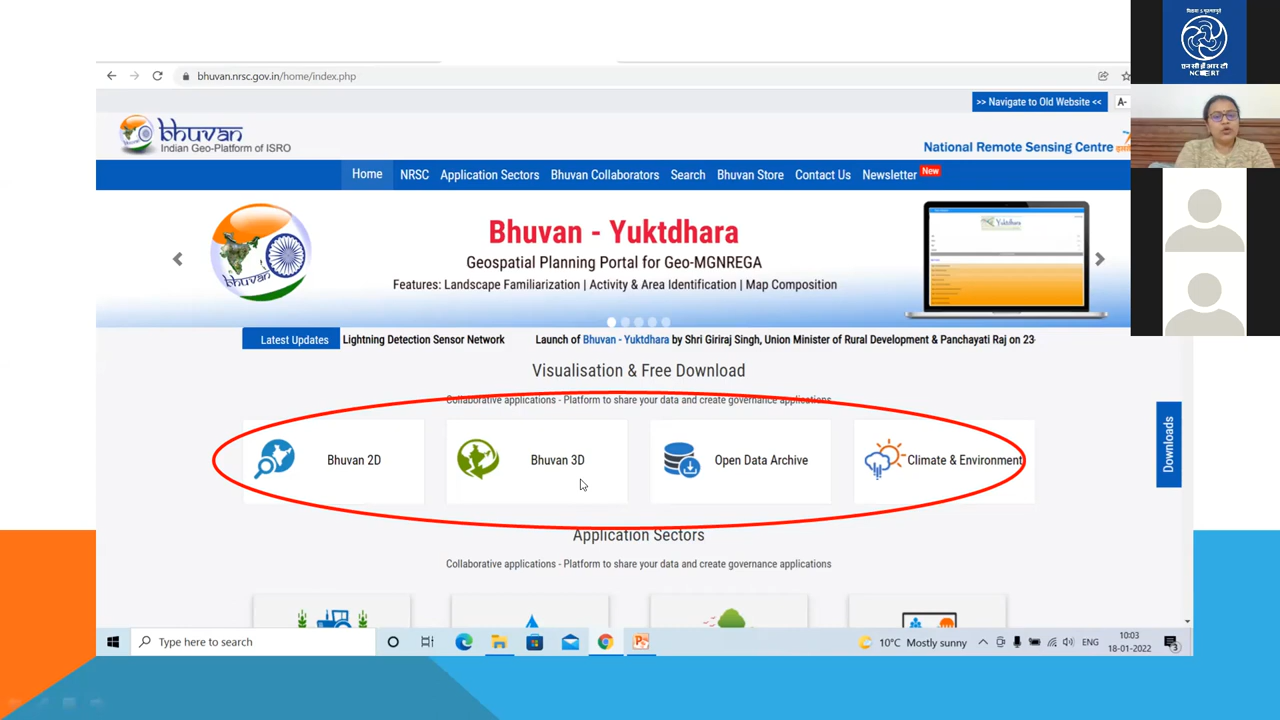 bhuvan.nrsc.gov.in/home/index.php
>> Navigate to Old Website <<
A-
bhuvan
Indian Geo-Platform of ISRO
National Remote Sensing Centre
Home NRSC Application Sectors Bhuvan Collaborators Search Bhuvan Store Contact Us Newsletter New
Bhuvan - Yuktdhara
Geospatial Planning Portal for Geo-MGNREGA
Features: Landscape Familiarization | Activity & Area Identification | Map Composition
bhuvan
Yuktdhara
Latest Updates Lightning Detection Sensor Network Launch of Bhuvan - Yuktdhara by Shri Giriraj Singh, Union Minister of Rural Development & Panchayati Raj on 23
Visualisation & Free Download
Collaborative applications - Platform to share your data and create governance applications
Bhuvan 2D
Bhuvan 3D
Open Data Archive
Climate & Environment
Downloads
Application Sectors
Collaborative applications - Platform to share your data and create governance applications
Type here to search
10°C Mostly sunny
ENG
10:03
18-01-2022
3
एन सी ई आर टी
NCERT